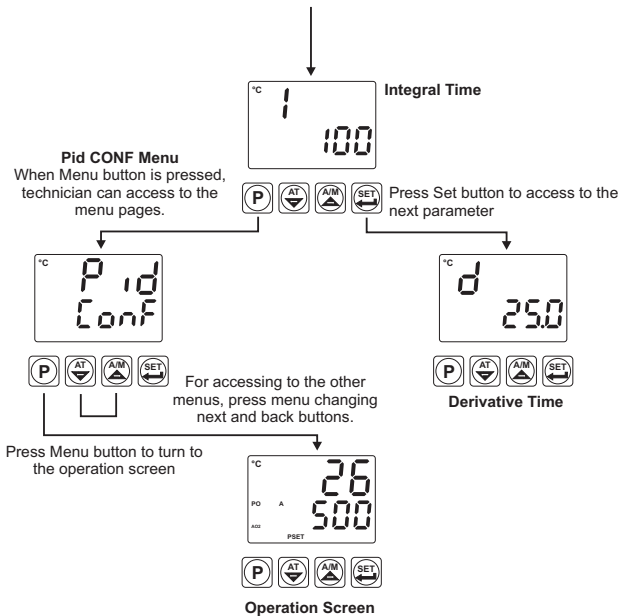 °C
I
100
Integral Time
Pid CONF Menu
When Menu button is pressed,
technician can access to the
menu pages.
P AT A/M SET
Press Set button to access to the
next parameter
°C
Pid
Conf
P AT A/M SET
°C
d
25.0
P AT A/M SET
Derivative Time
For accessing to the other
menus, press menu changing
next and back buttons.
Press Menu button to turn to
the operation screen
°C
26
PO A
500
AO2
PSET
P AT A/M SET
Operation Screen